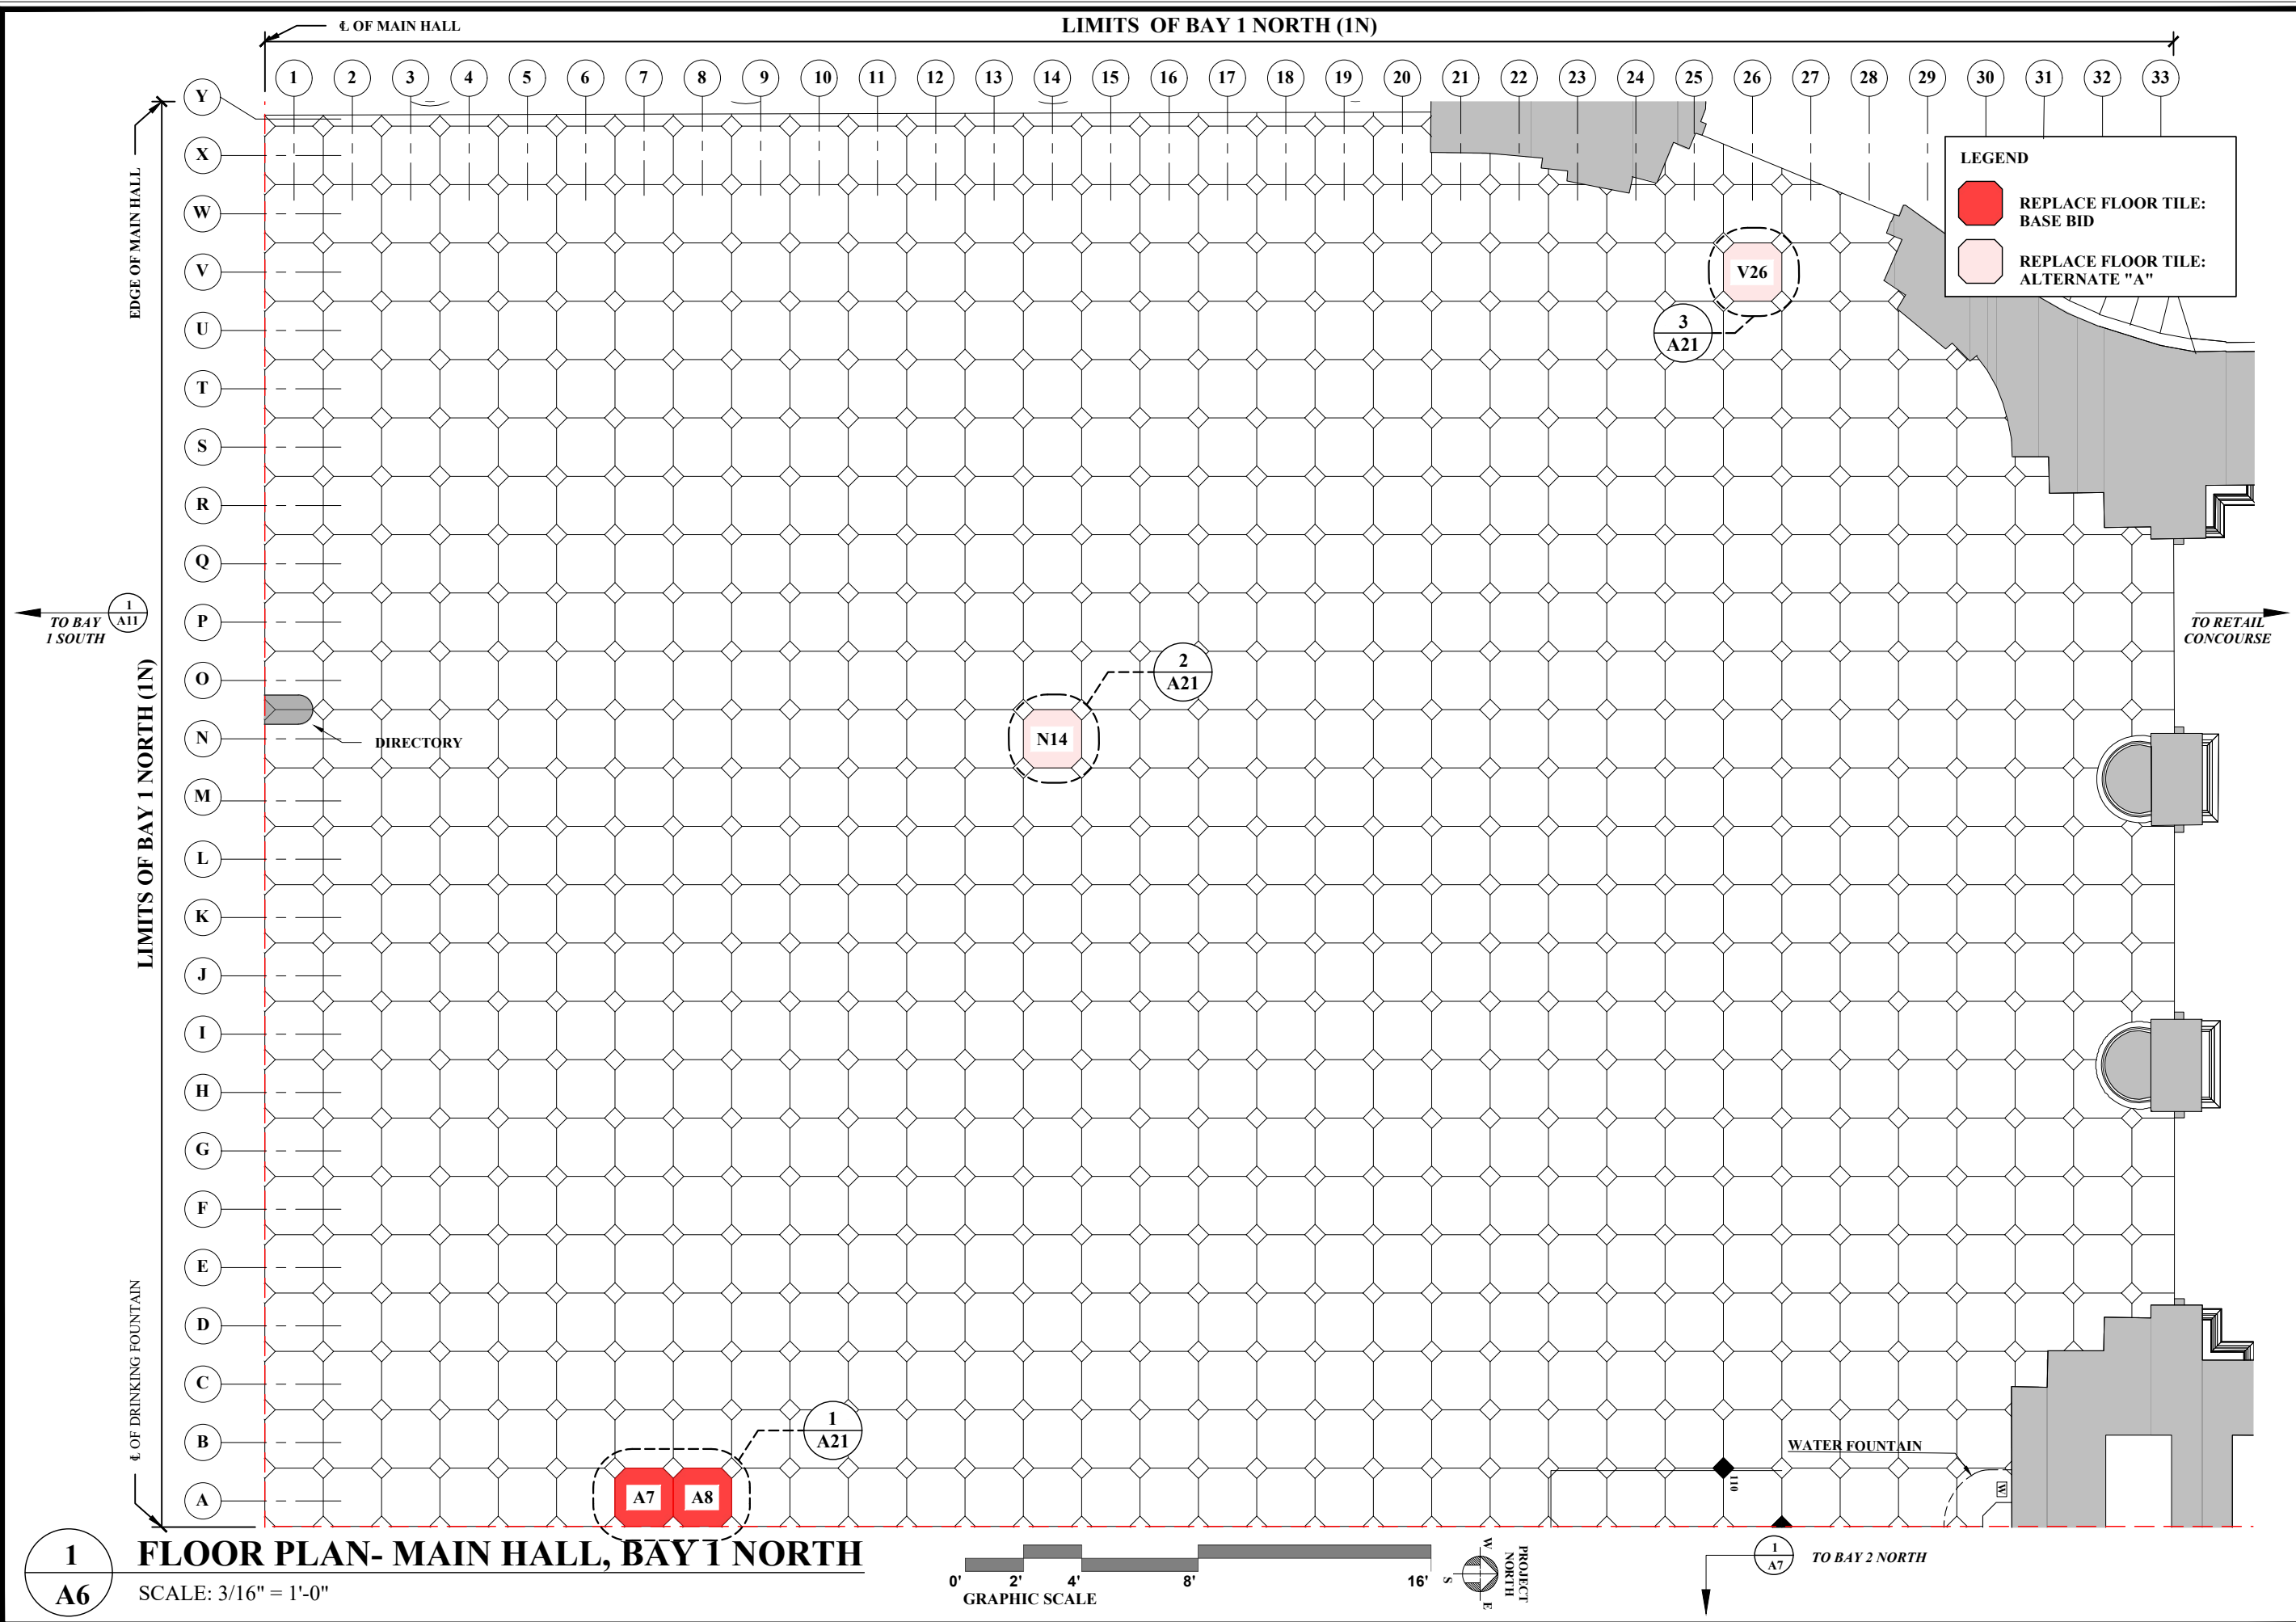 ℄ OF MAIN HALL
LIMITS OF BAY 1 NORTH (1N)
1 2 3 4 5 6 7 8 9 10 11 12 13 14 15 16 17 18 19 20 21 22 23 24 25 26 27 28 29 30 31 32 33
Y
X
W
V
U
T
S
R
Q
P
O
N
M
L
K
J
I
H
G
F
E
D
C
B
A
EDGE OF MAIN HALL
LIMITS OF BAY 1 NORTH (1N)
℄ OF DRINKING FOUNTAIN
LEGEND
REPLACE FLOOR TILE:
BASE BID
REPLACE FLOOR TILE:
ALTERNATE "A"
V26
3
A21
1
A11
TO BAY
1 SOUTH
TO RETAIL
CONCOURSE
2
A21
N14
DIRECTORY
1
A21
A7 A8
WATER FOUNTAIN
W
110
1
A6
FLOOR PLAN- MAIN HALL, BAY 1 NORTH
SCALE: 3/16" = 1'-0"
0' 2' 4' 8' 16'
GRAPHIC SCALE
W
S
E
PROJECT
NORTH
1
A7
TO BAY 2 NORTH